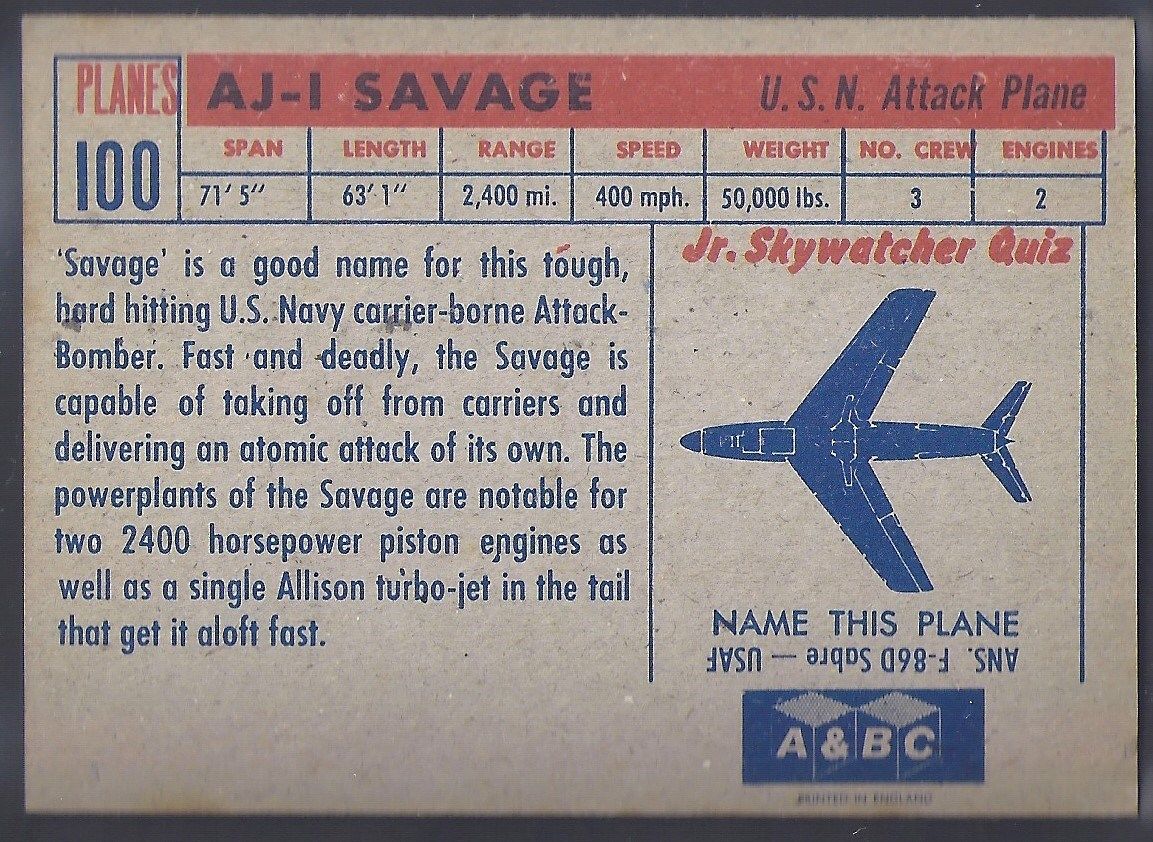 PLANES
100
AJ-1 SAVAGE
U.S.N. Attack Plane
SPAN LENGTH RANGE SPEED WEIGHT NO. CREW ENGINES
71' 5" 63' 1" 2,400 mi. 400 mph. 50,000 lbs. 3 2
'Savage' is a good name for this tough,
hard hitting U.S. Navy carrier-borne Attack-
Bomber. Fast and deadly, the Savage is
capable of taking off from carriers and
delivering an atomic attack of its own. The
powerplants of the Savage are notable for
two 2400 horsepower piston engines as
well as a single Allison turbo-jet in the tail
that get it aloft fast.
Jr. Skywatcher Quiz
NAME THIS PLANE
ANS. F-86D Sabre — USAF
A & B C
PRINTED IN ENGLAND